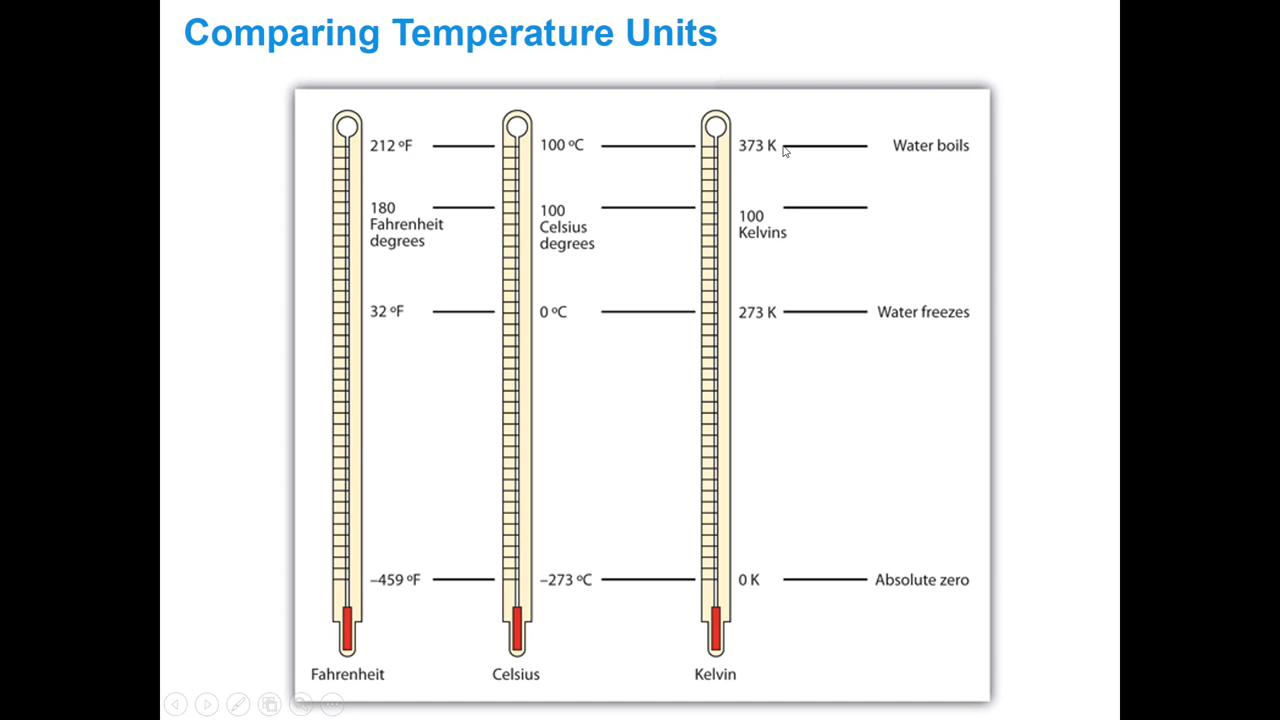 Comparing Temperature Units
212 ºF 100 ºC 373 K Water boils
180 Fahrenheit degrees
100 Celsius degrees
100 Kelvins
32 ºF 0 ºC 273 K Water freezes
–459 ºF –273 ºC 0 K Absolute zero
Fahrenheit Celsius Kelvin